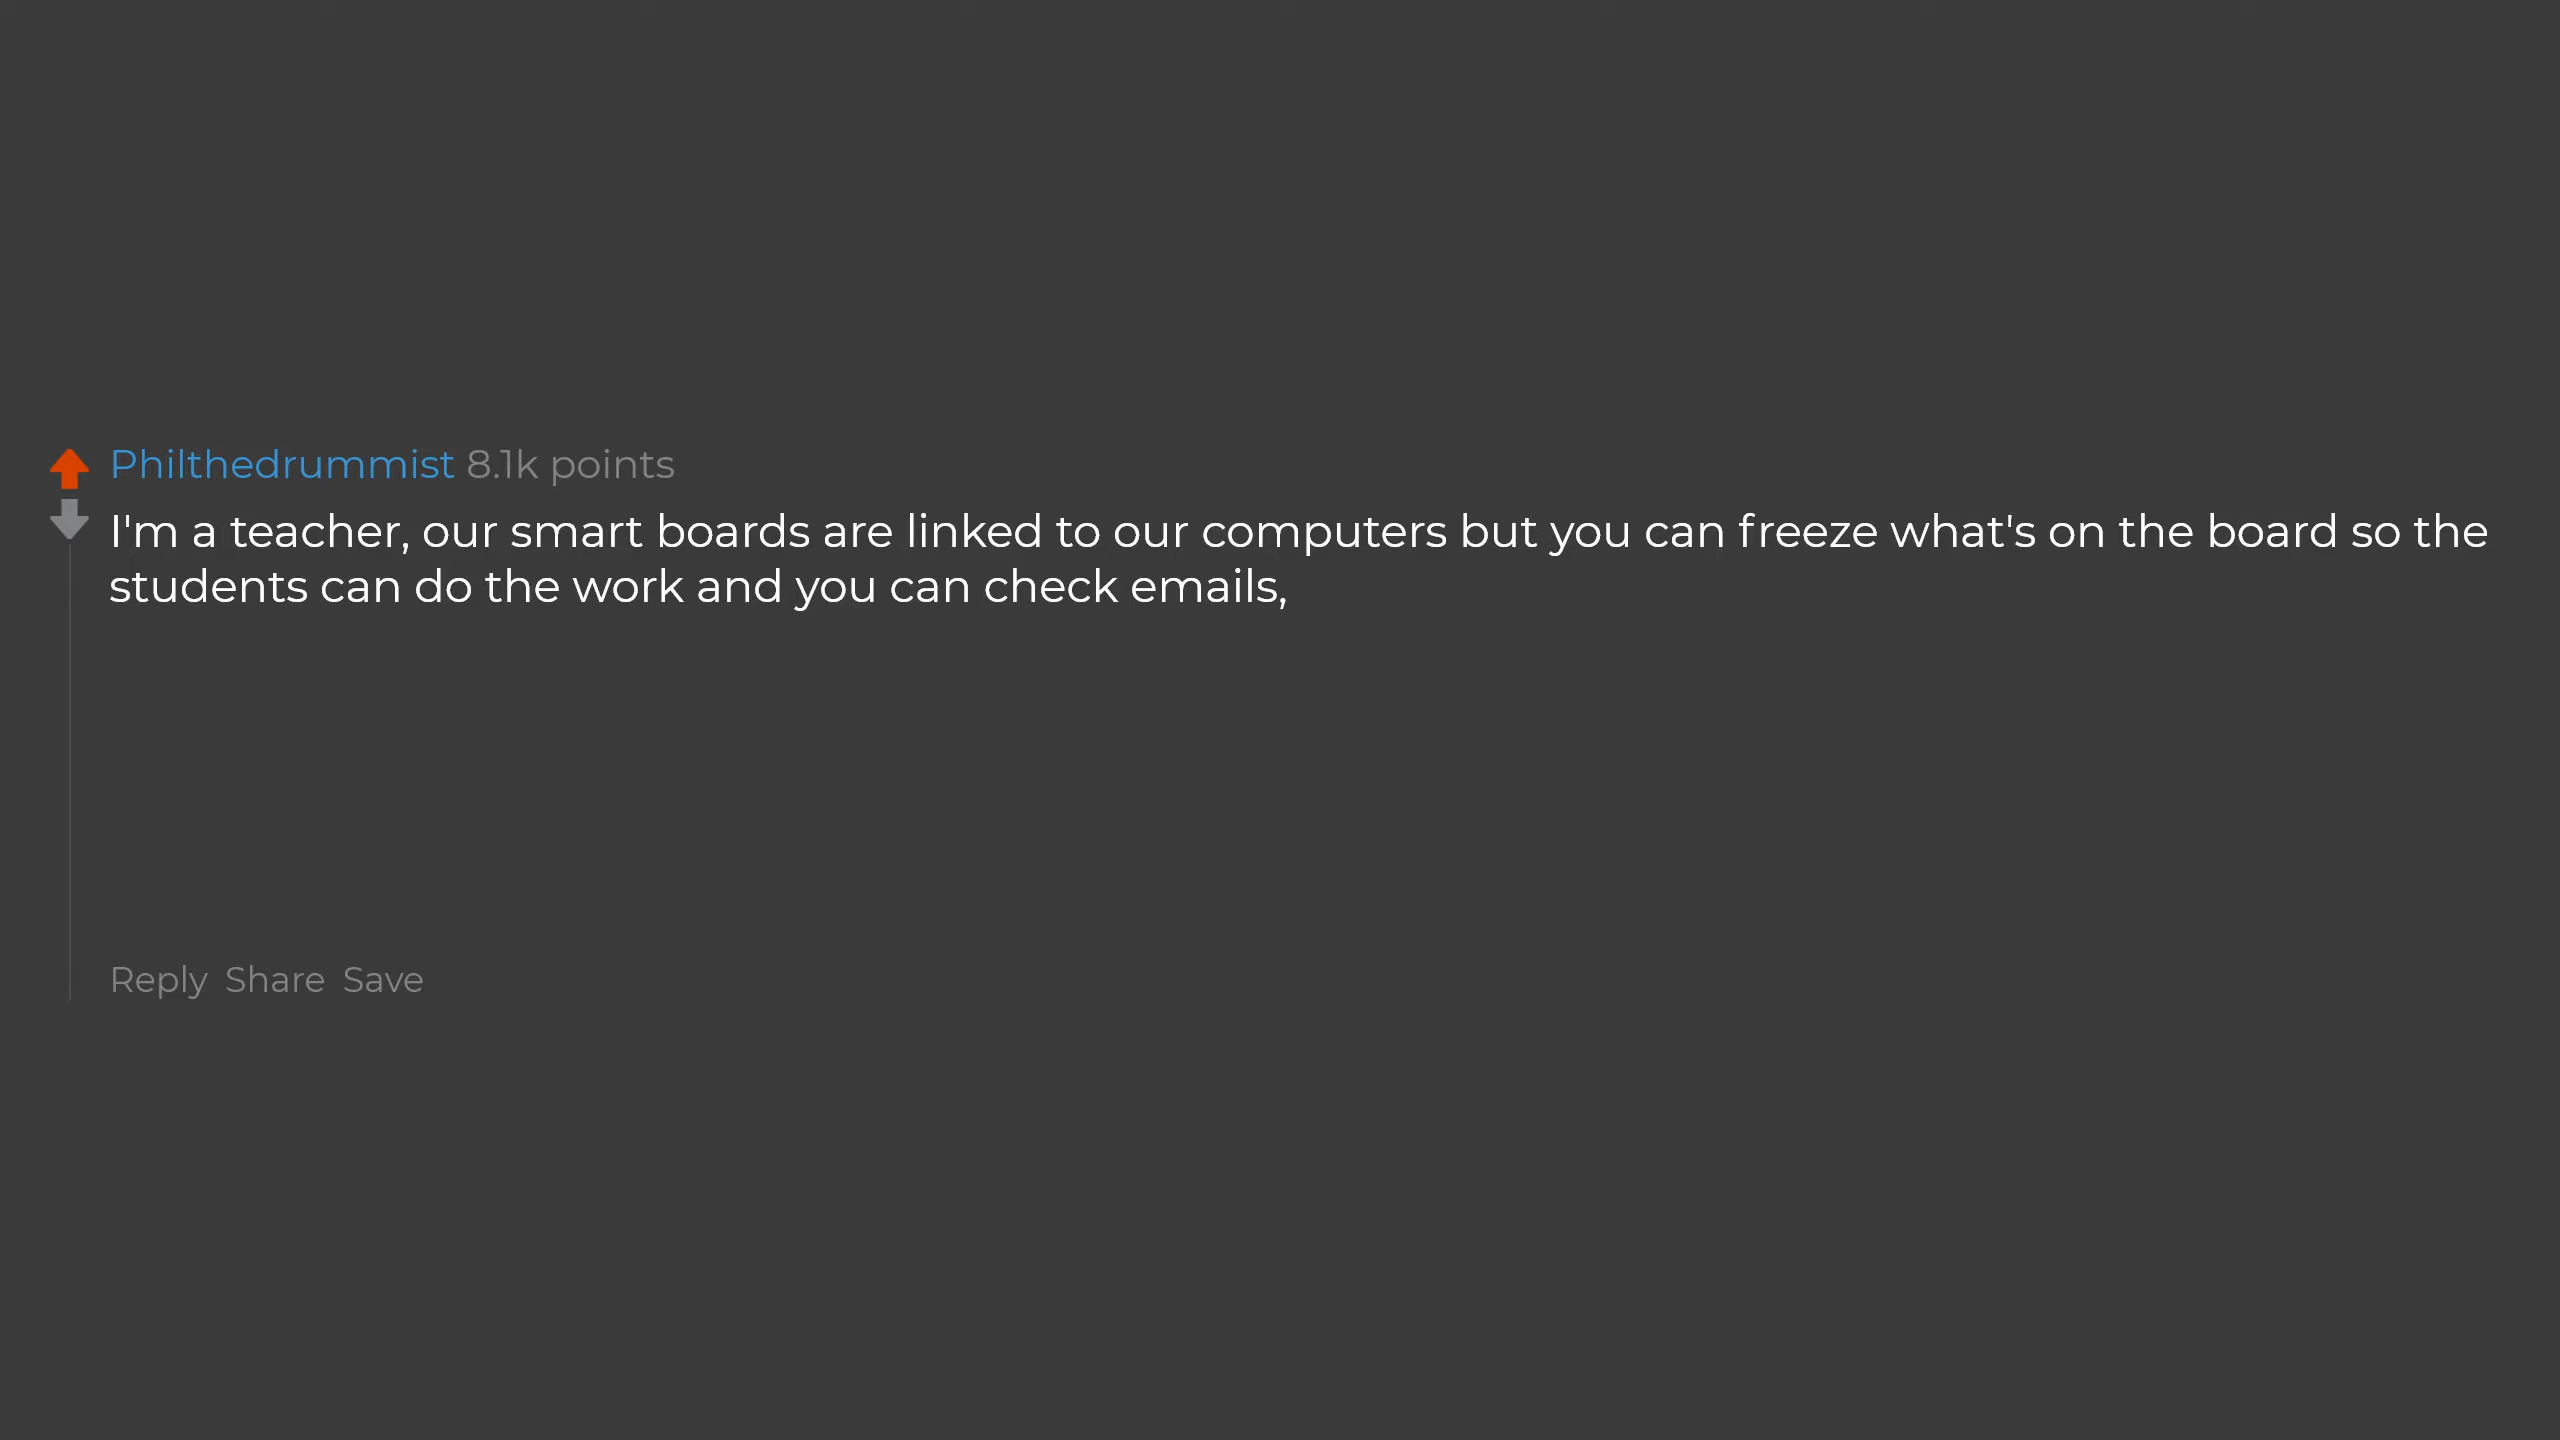 Philthedrummist 8.1k points
I'm a teacher, our smart boards are linked to our computers but you can freeze what's on the board so the
students can do the work and you can check emails,
Reply Share Save